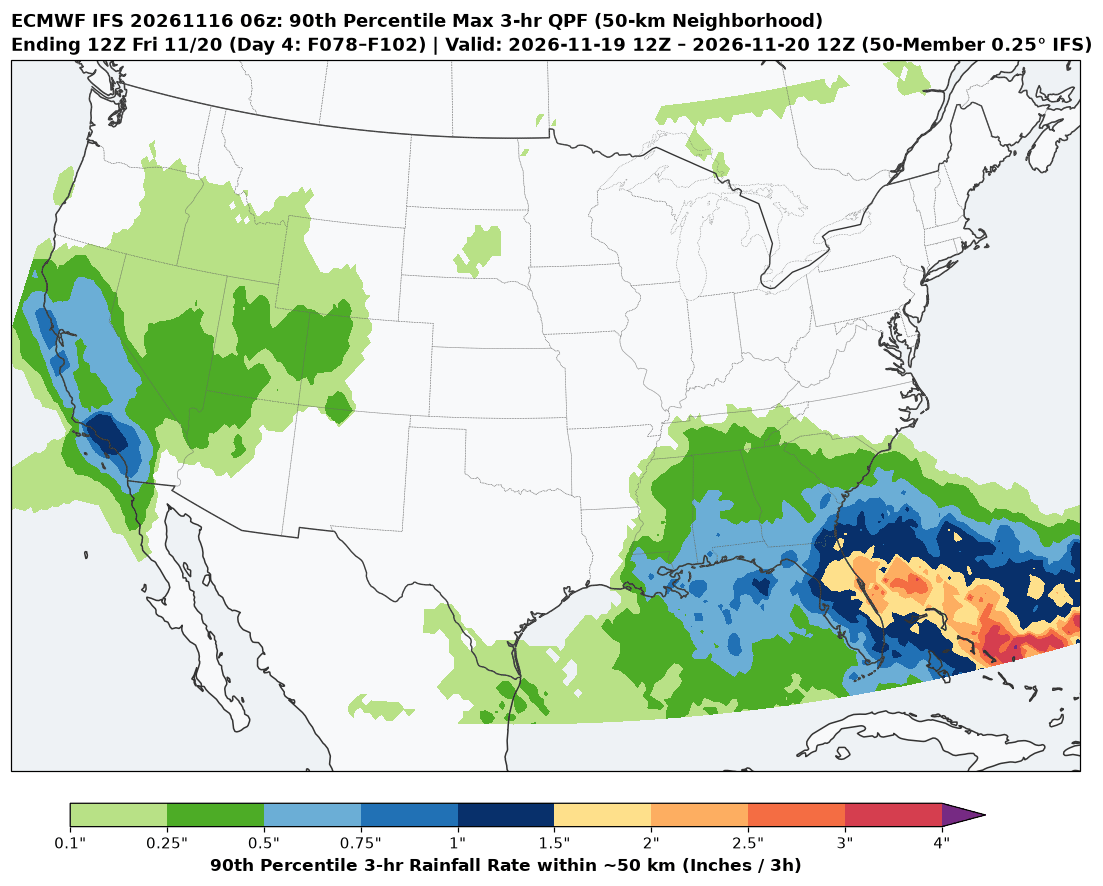 ECMWF IFS 20261116 06z: 90th Percentile Max 3-hr QPF (50-km Neighborhood)
Ending 12Z Fri 11/20 (Day 4: F078–F102) | Valid: 2026-11-19 12Z – 2026-11-20 12Z (50-Member 0.25° IFS)
0.1" 0.25" 0.5" 0.75" 1" 1.5" 2" 2.5" 3" 4"
90th Percentile 3-hr Rainfall Rate within ~50 km (Inches / 3h)